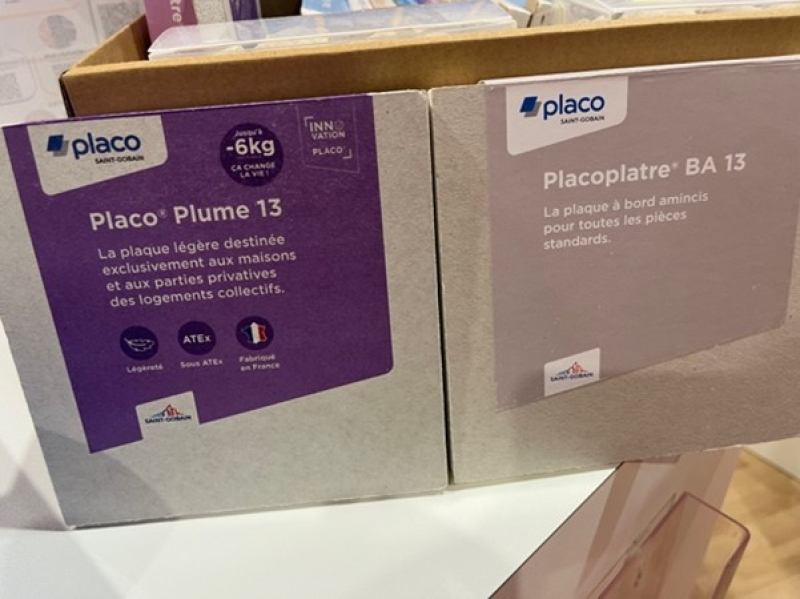 placo
SAINT-GOBAIN
Jusqu'à
-6kg
ÇA CHANGE
LA VIE !
INNO
VATION
PLACO
Placo® Plume 13
La plaque légère destinée
exclusivement aux maisons
et aux parties privatives
des logements collectifs.
ATEx
Légèreté
Sous ATEx
Fabriqué
en France
SAINT-GOBAIN
placo
SAINT-GOBAIN
Placoplatre® BA 13
La plaque à bord amincis
pour toutes les pièces
standards.
SAINT-GOBAIN